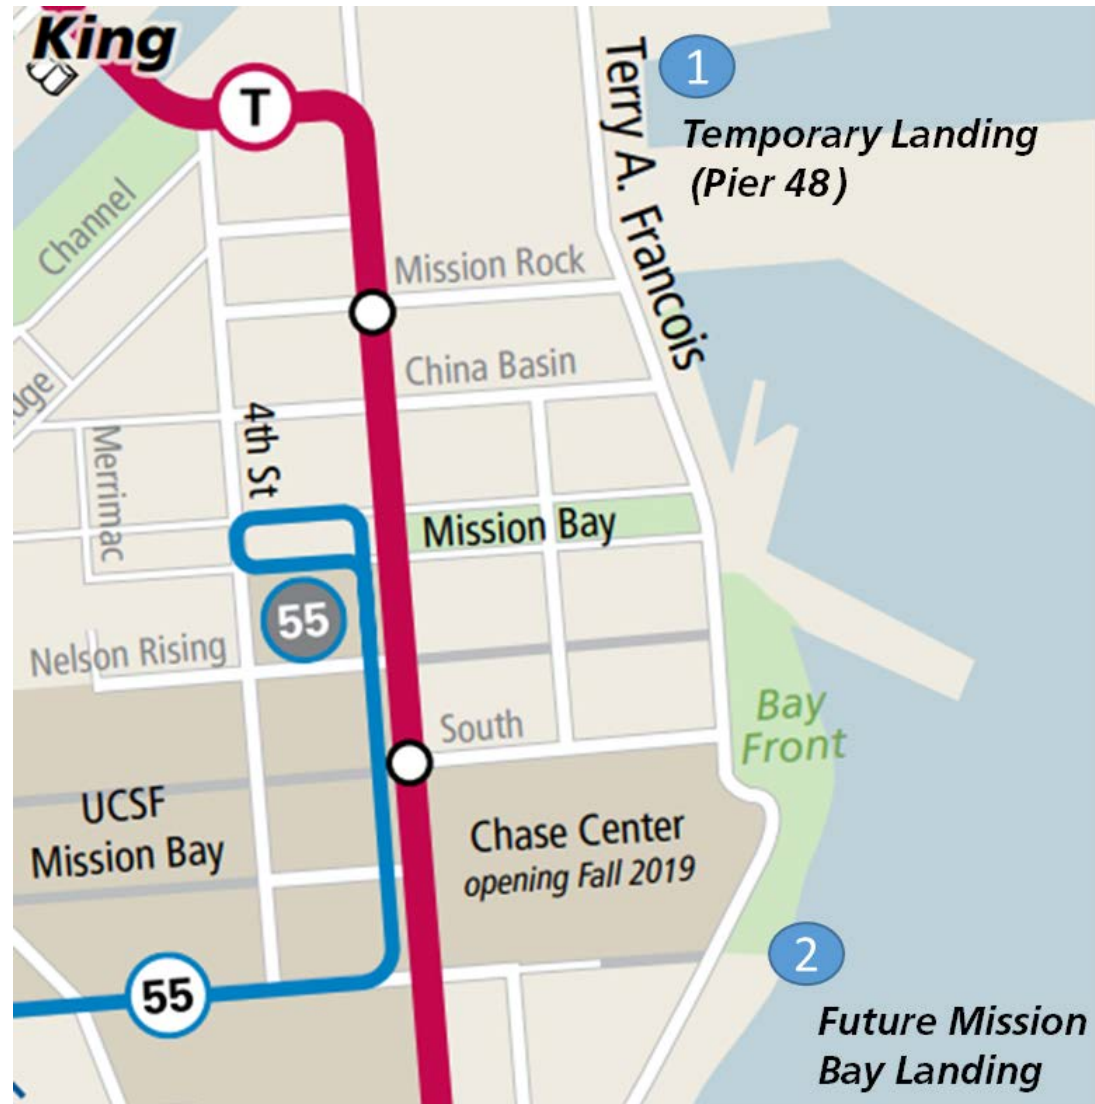 King
T
1
Terry A. Francois
Temporary Landing
(Pier 48)
Channel
Mission Rock
China Basin
4th St
Merrimac
Mission Bay
55
Nelson Rising
South
Bay
Front
UCSF
Mission Bay
Chase Center
opening Fall 2019
2
55
Future Mission
Bay Landing